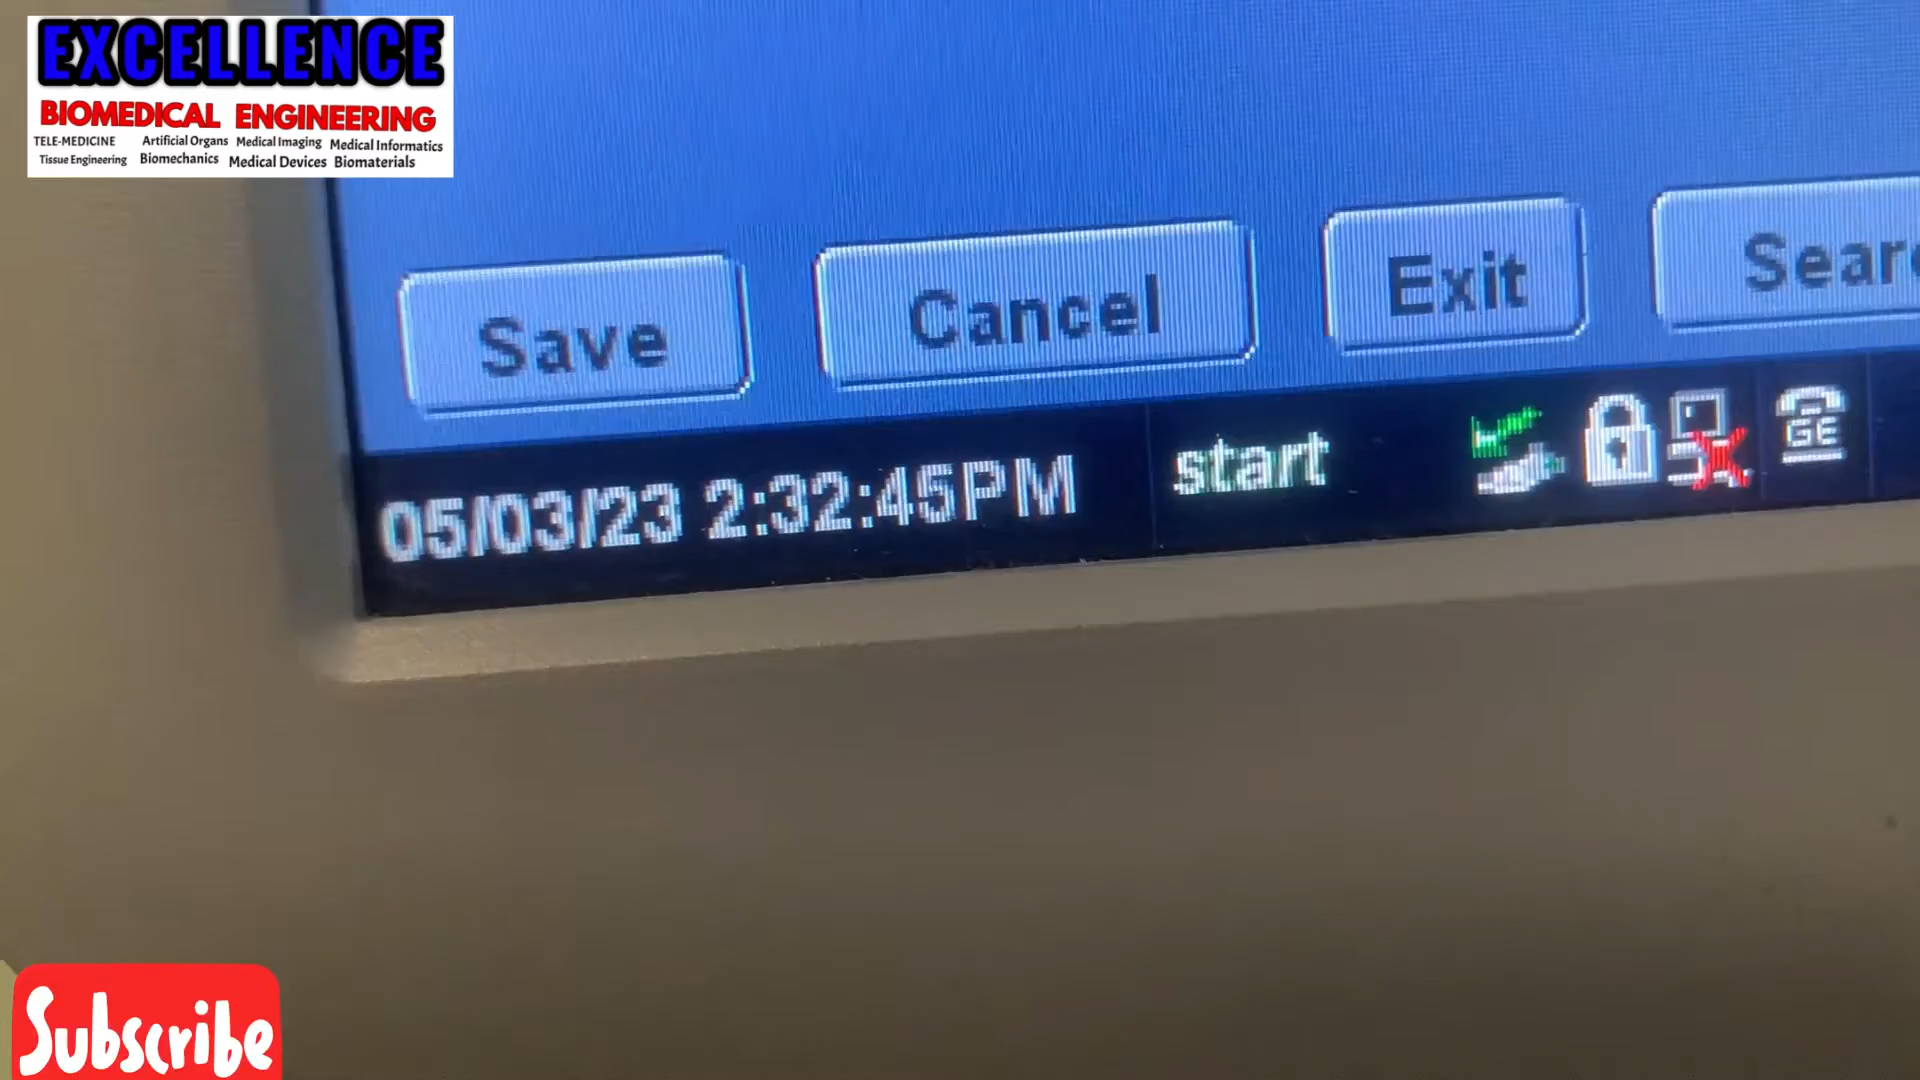 EXCELLENCE
BIOMEDICAL ENGINEERING
TELE-MEDICINE Artificial Organs Medical Imaging Medical Informatics
Tissue Engineering Biomechanics Medical Devices Biomaterials
Save Cancel Exit
05/03/23 2:32:45PM start GE
Subscribe